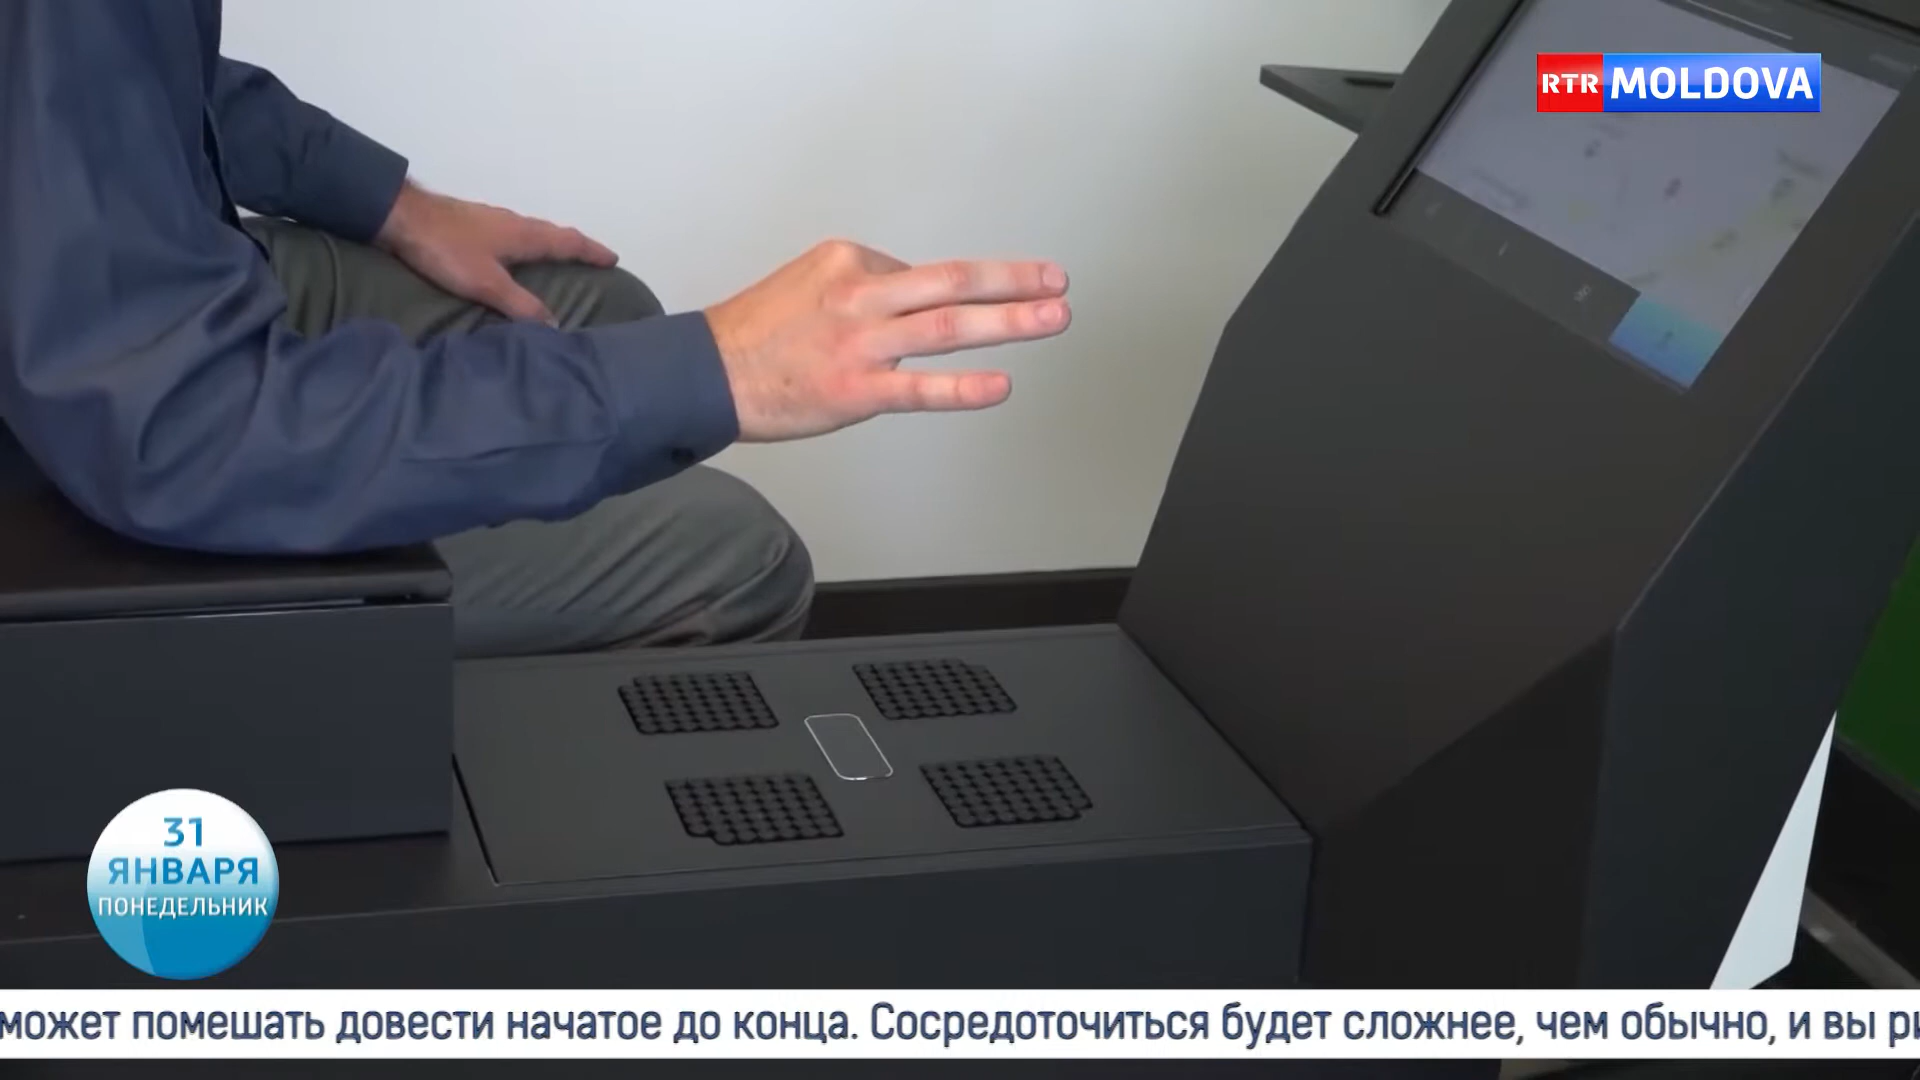 RTR MOLDOVA
31
ЯНВАРЯ
ПОНЕДЕЛЬНИК
может помешать довести начатое до конца. Сосредоточиться будет сложнее, чем обычно, и вы